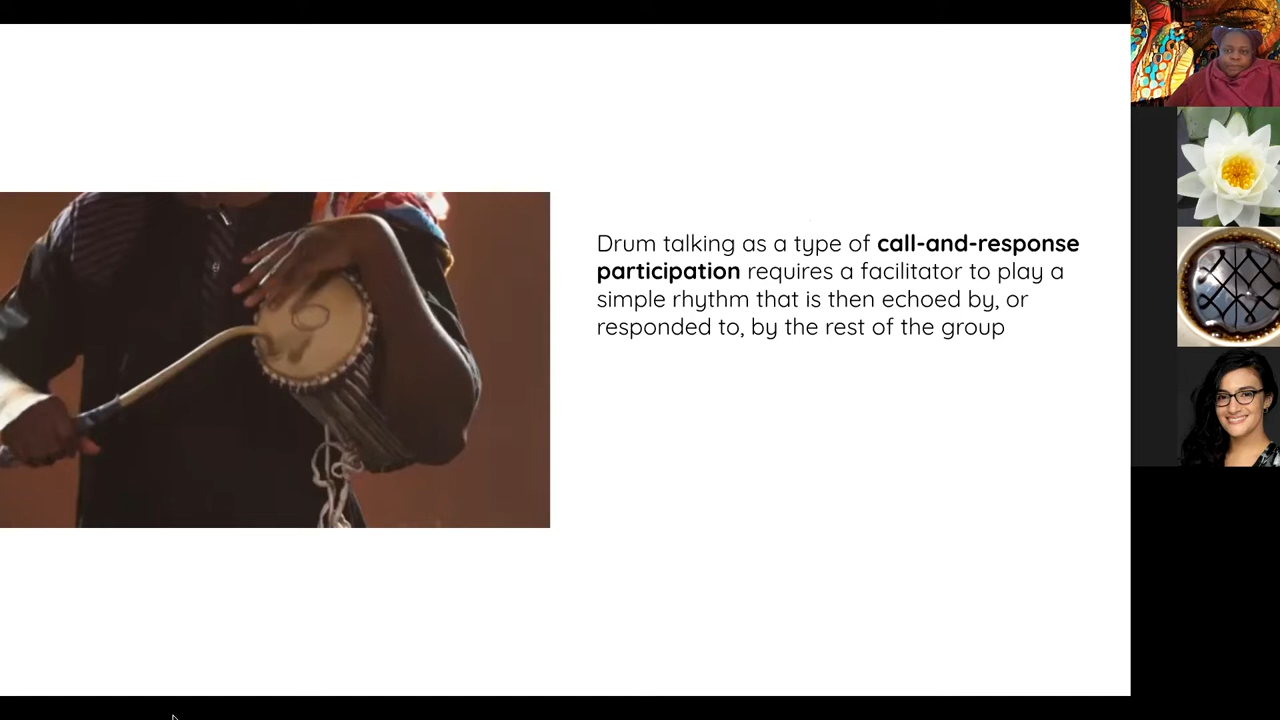 Drum talking as a type of call-and-response
participation requires a facilitator to play a
simple rhythm that is then echoed by, or
responded to, by the rest of the group